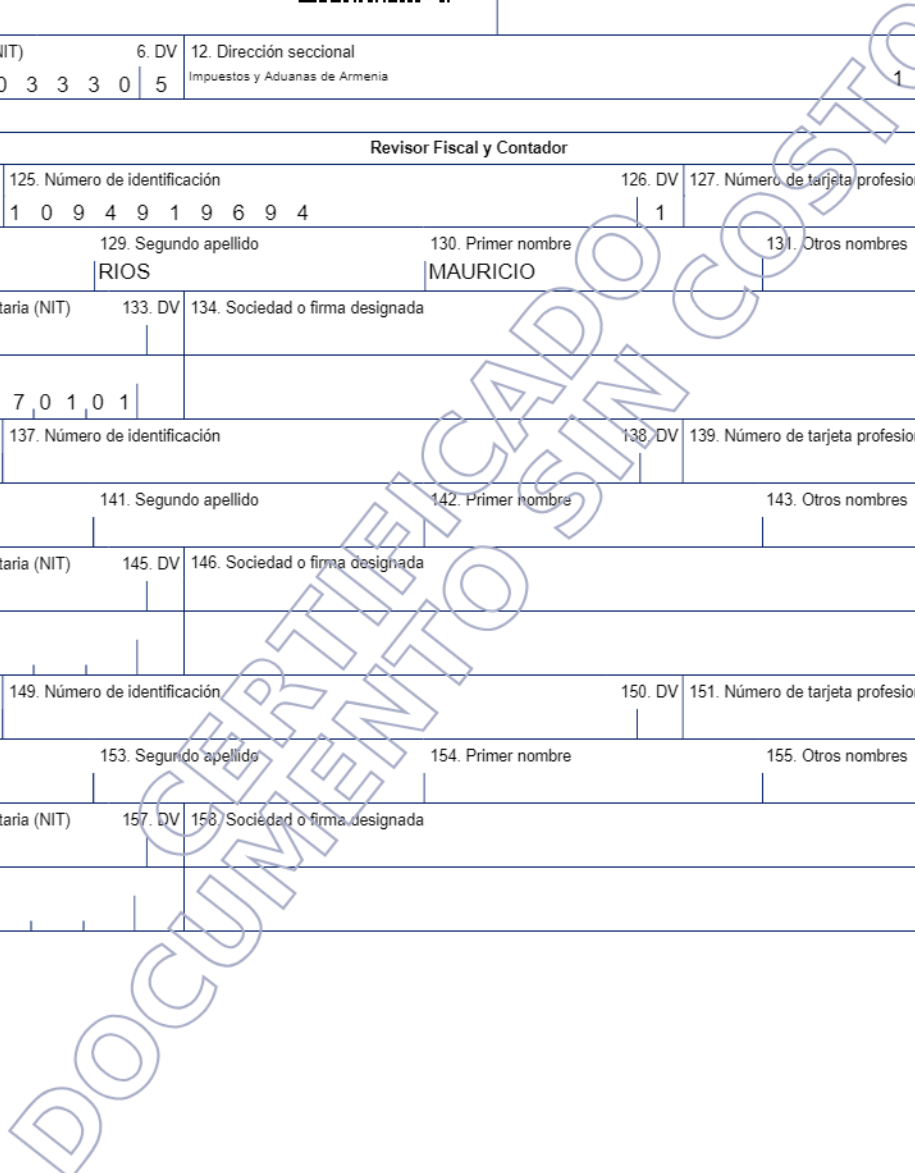 IIT) 6. DV 12. Dirección seccional
0 3 3 3 0 5 Impuestos y Aduanas de Armenia 1
Revisor Fiscal y Contador
125. Número de identificación 126. DV 127. Número de tarjeta profesio
1 0 9 4 9 1 9 6 9 4 1
129. Segundo apellido 130. Primer nombre 131. Otros nombres
RIOS MAURICIO
taria (NIT) 133. DV 134. Sociedad o firma designada
7 0 1 0 1
137. Número de identificación 138. DV 139. Número de tarjeta profesio
141. Segundo apellido 142. Primer nombre 143. Otros nombres
taria (NIT) 145. DV 146. Sociedad o firma designada
149. Número de identificación 150. DV 151. Número de tarjeta profesio
153. Segundo apellido 154. Primer nombre 155. Otros nombres
taria (NIT) 157. DV 158. Sociedad o firma designada
CERTIFICADO
DOCUMENTO SIN COSTO